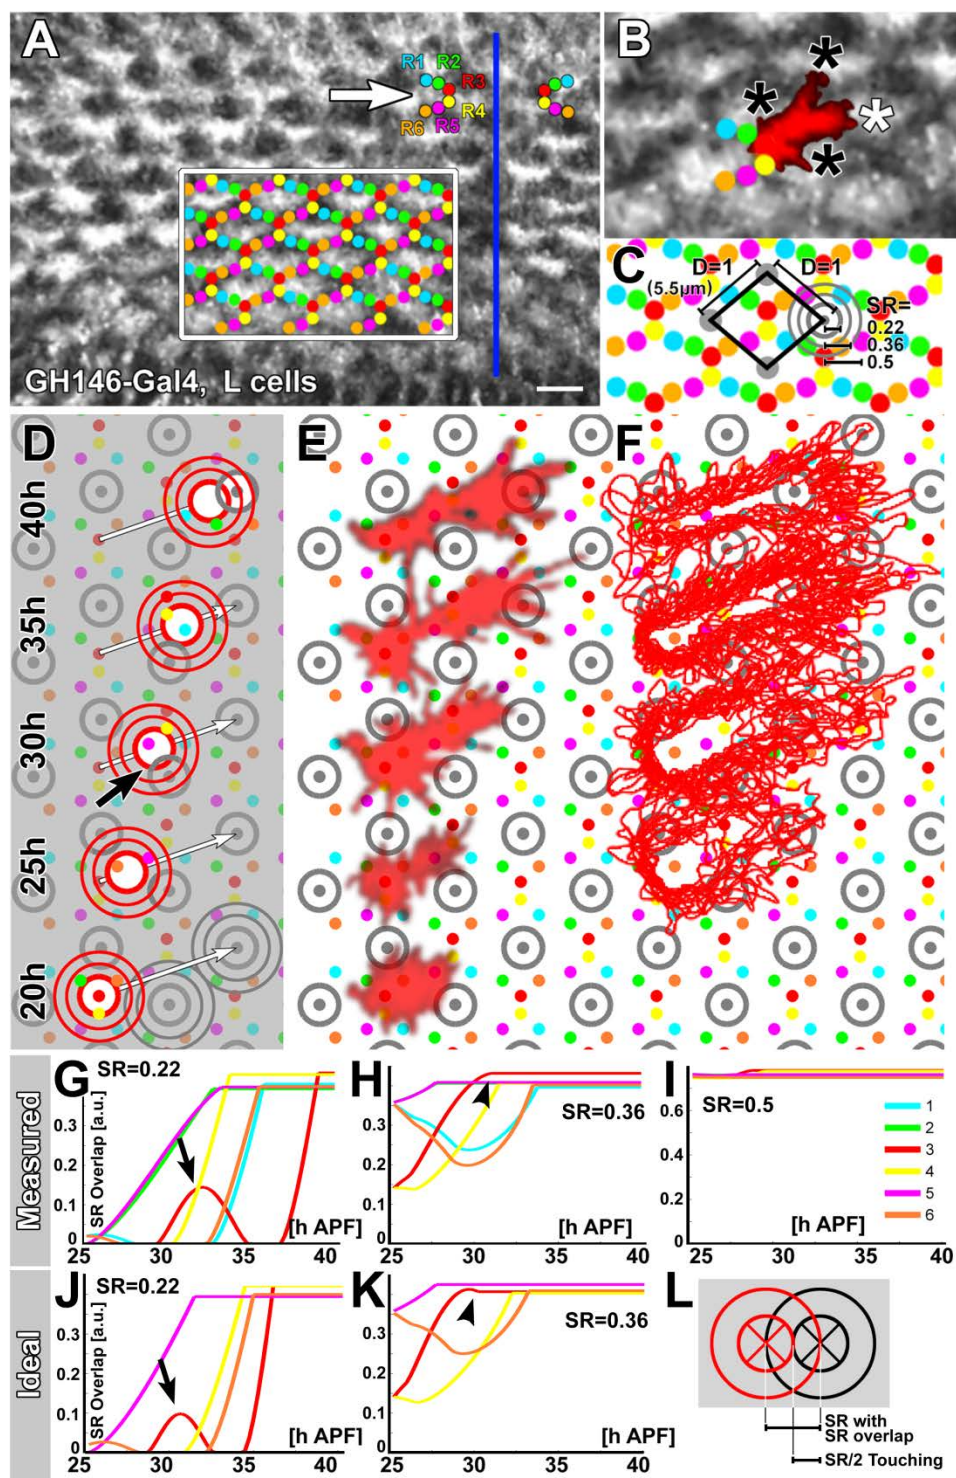 A
R1 R2
R3
R4
R6 R5
GH146-Gal4, L cells
B
*
*
*
*
C
D=1 D=1
(5.5μm)
SR=
0.22
0.36
0.5
D
E
F
40h
35h
30h
25h
20h
Measured
G SR=0.22
SR Overlap [a.u.]
0.3
0.2
0.1
0
[h APF]
25 30 35 40
H
SR=0.36
0.3
0.2
0.1
0
[h APF]
25 30 35 40
I
SR=0.5
0.6
0.4
0.2
0
1
2
3
4
5
6
[h APF]
25 30 35 40
Ideal
J SR=0.22
SR Overlap [a.u.]
0.3
0.2
0.1
0
[h APF]
25 30 35 40
K
SR=0.36
0.3
0.2
0.1
0
[h APF]
25 30 35 40
L
SR with
SR overlap
SR/2 Touching